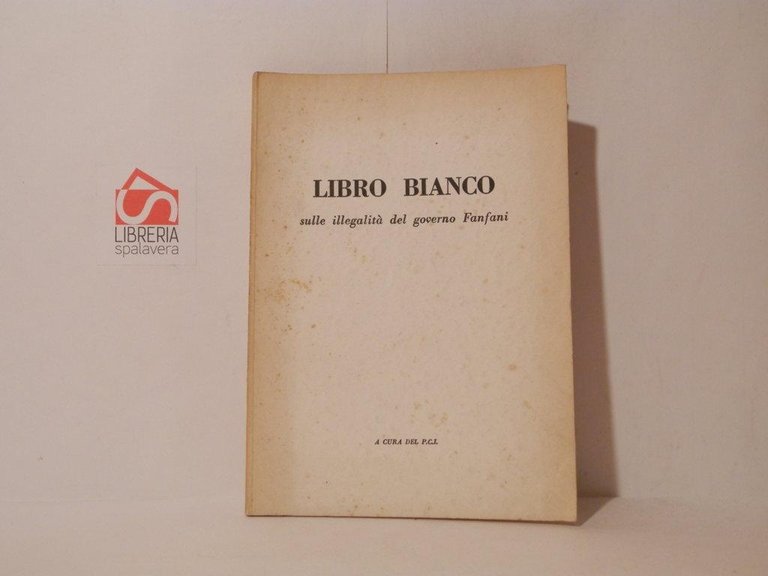 LIBRO BIANCO
sulle illegalità del governo Fanfani
A CURA DEL P.C.I.
LIBRERIA
spalavera